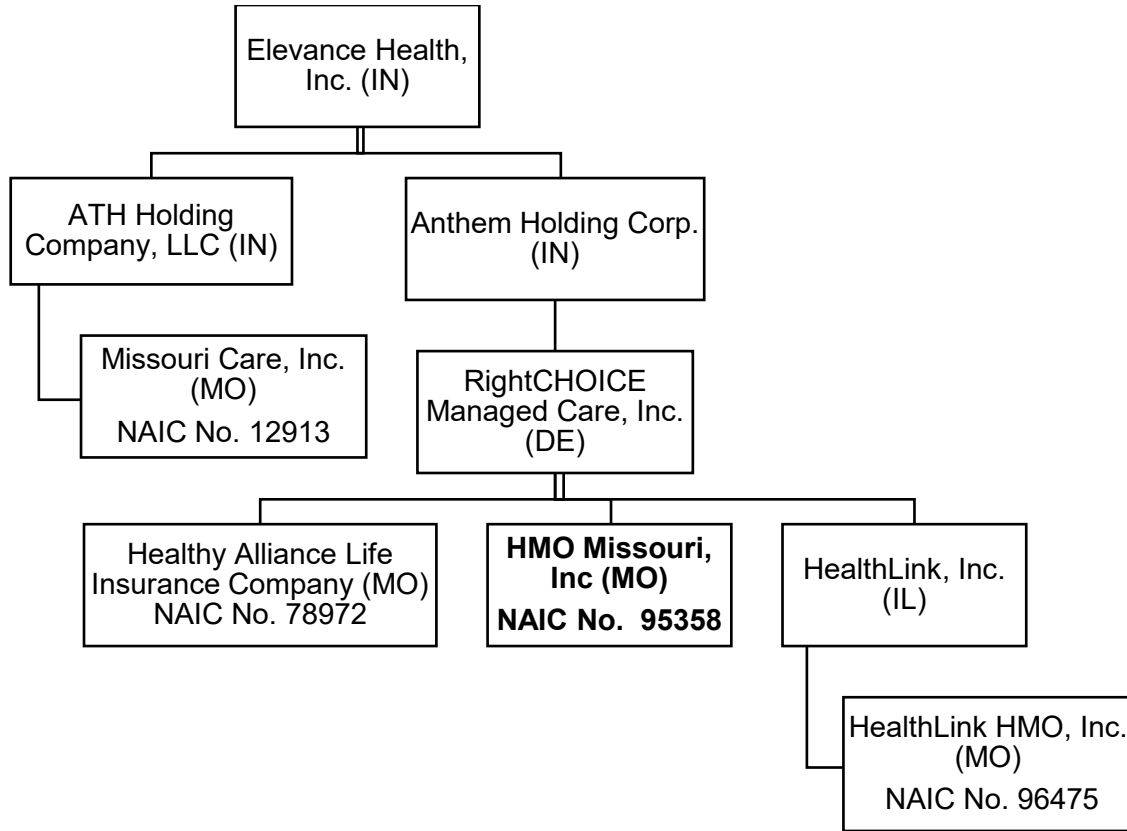 Elevance Health,
Inc. (IN)
ATH Holding
Company, LLC (IN)
Anthem Holding Corp.
(IN)
Missouri Care, Inc.
(MO)
NAIC No. 12913
RightCHOICE
Managed Care, Inc.
(DE)
Healthy Alliance Life
Insurance Company (MO)
NAIC No. 78972
HMO Missouri,
Inc (MO)
NAIC No.  95358
HealthLink, Inc.
(IL)
HealthLink HMO, Inc.
(MO)
NAIC No. 96475